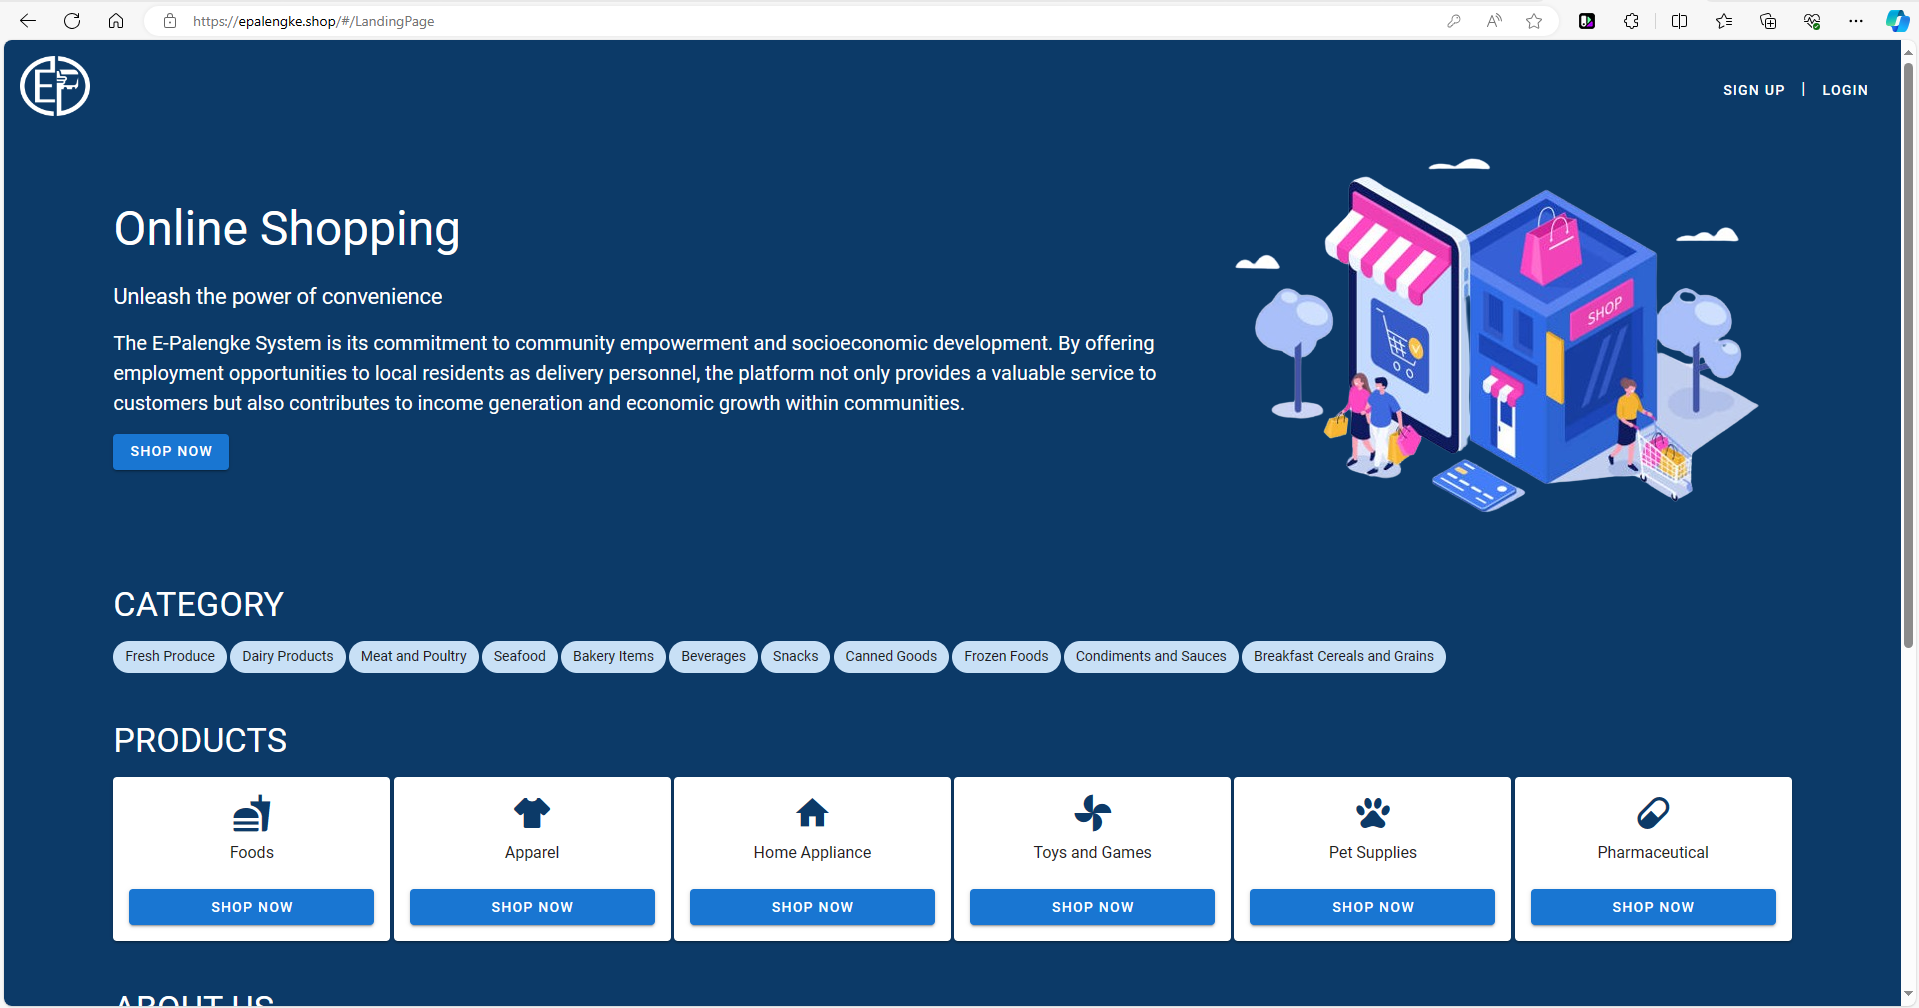 https://epalengke.shop/#/LandingPage
EP
SIGN UP | LOGIN
Online Shopping
Unleash the power of convenience
The E-Palengke System is its commitment to community empowerment and socioeconomic development. By offering
employment opportunities to local residents as delivery personnel, the platform not only provides a valuable service to
customers but also contributes to income generation and economic growth within communities.
SHOP NOW
SHOP
CATEGORY
Fresh Produce Dairy Products Meat and Poultry Seafood Bakery Items Beverages Snacks Canned Goods Frozen Foods Condiments and Sauces Breakfast Cereals and Grains
PRODUCTS
Foods Apparel Home Appliance Toys and Games Pet Supplies Pharmaceutical
SHOP NOW SHOP NOW SHOP NOW SHOP NOW SHOP NOW SHOP NOW
ABOUT US